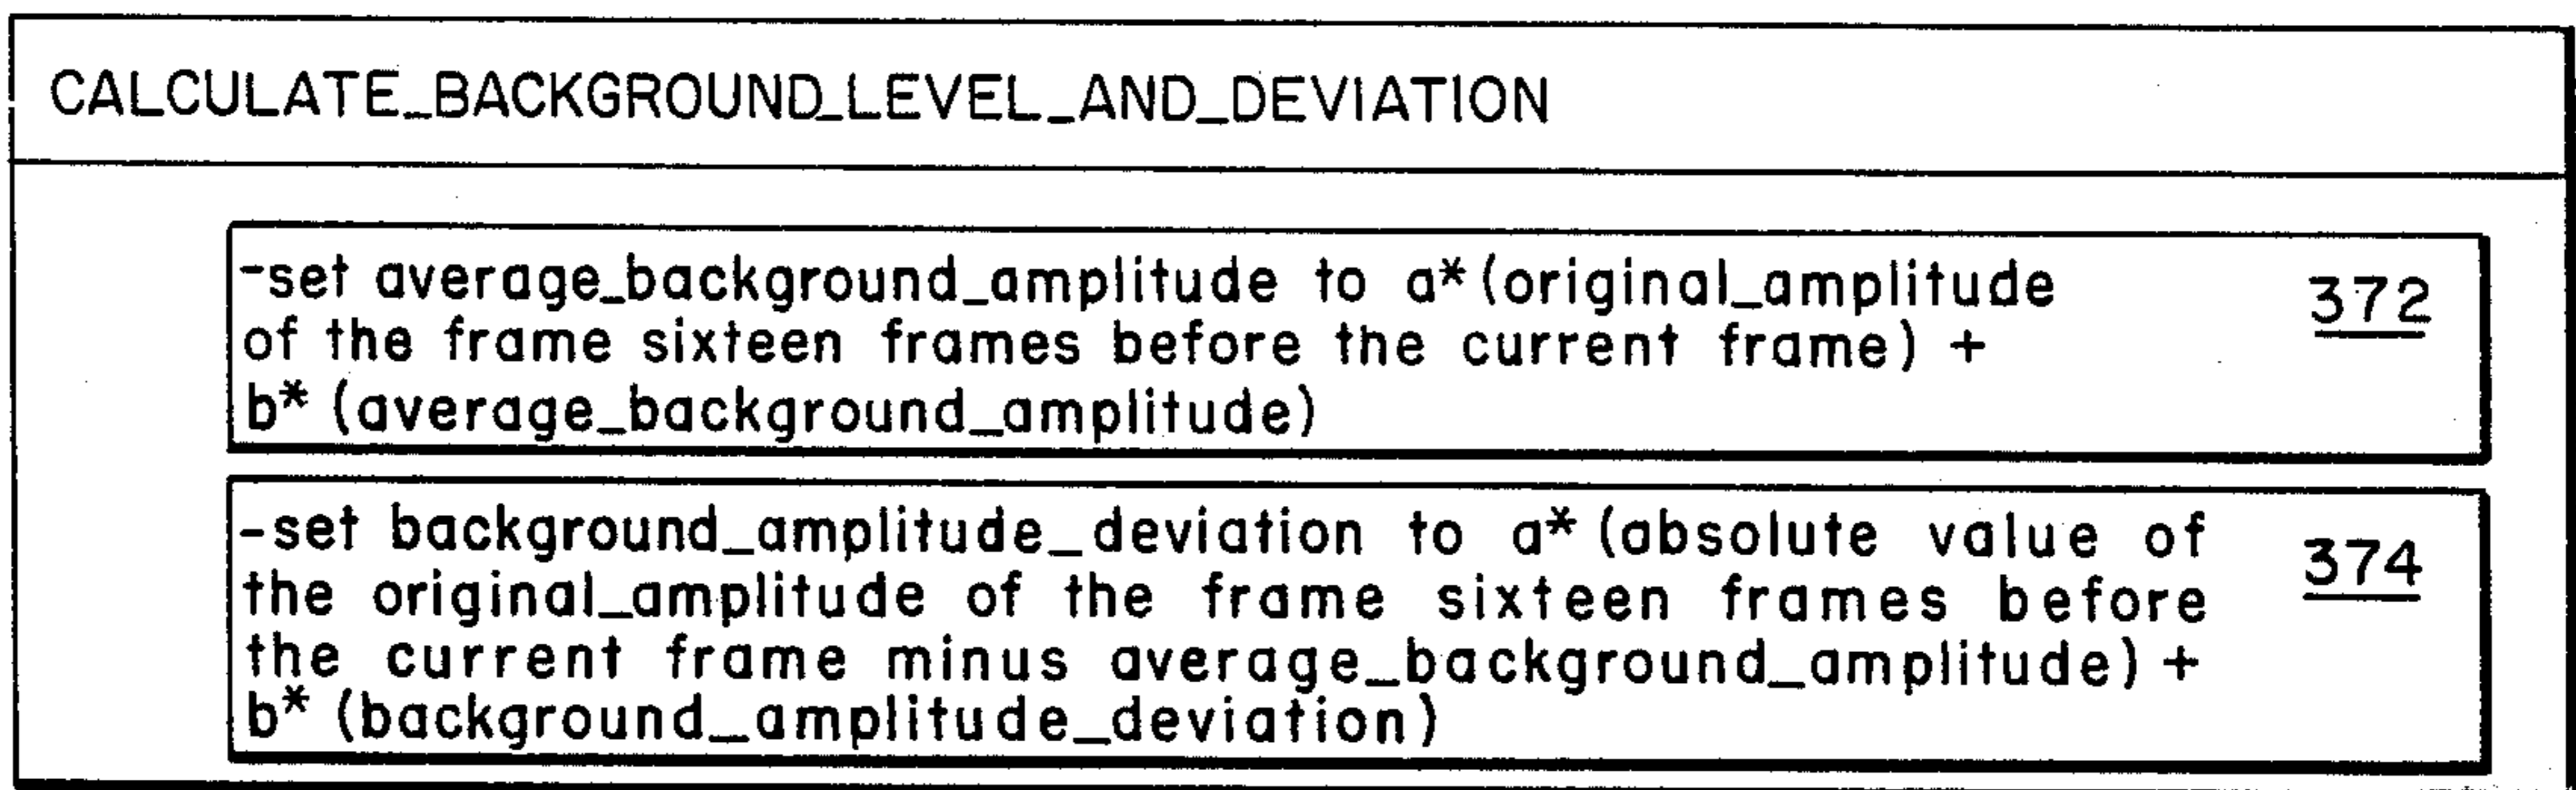 CALCULATE_BACKGROUND_LEVEL_AND_DEVIATION
-set average_background_amplitude to a*(original_amplitude
of the frame sixteen frames before the current frame) +
b* (average_background_amplitude)
372
-set background_amplitude_deviation to a* (absolute value of
the original_amplitude of the frame sixteen frames before
the current frame minus average_background_amplitude) +
b* (background_amplitude_deviation)
374